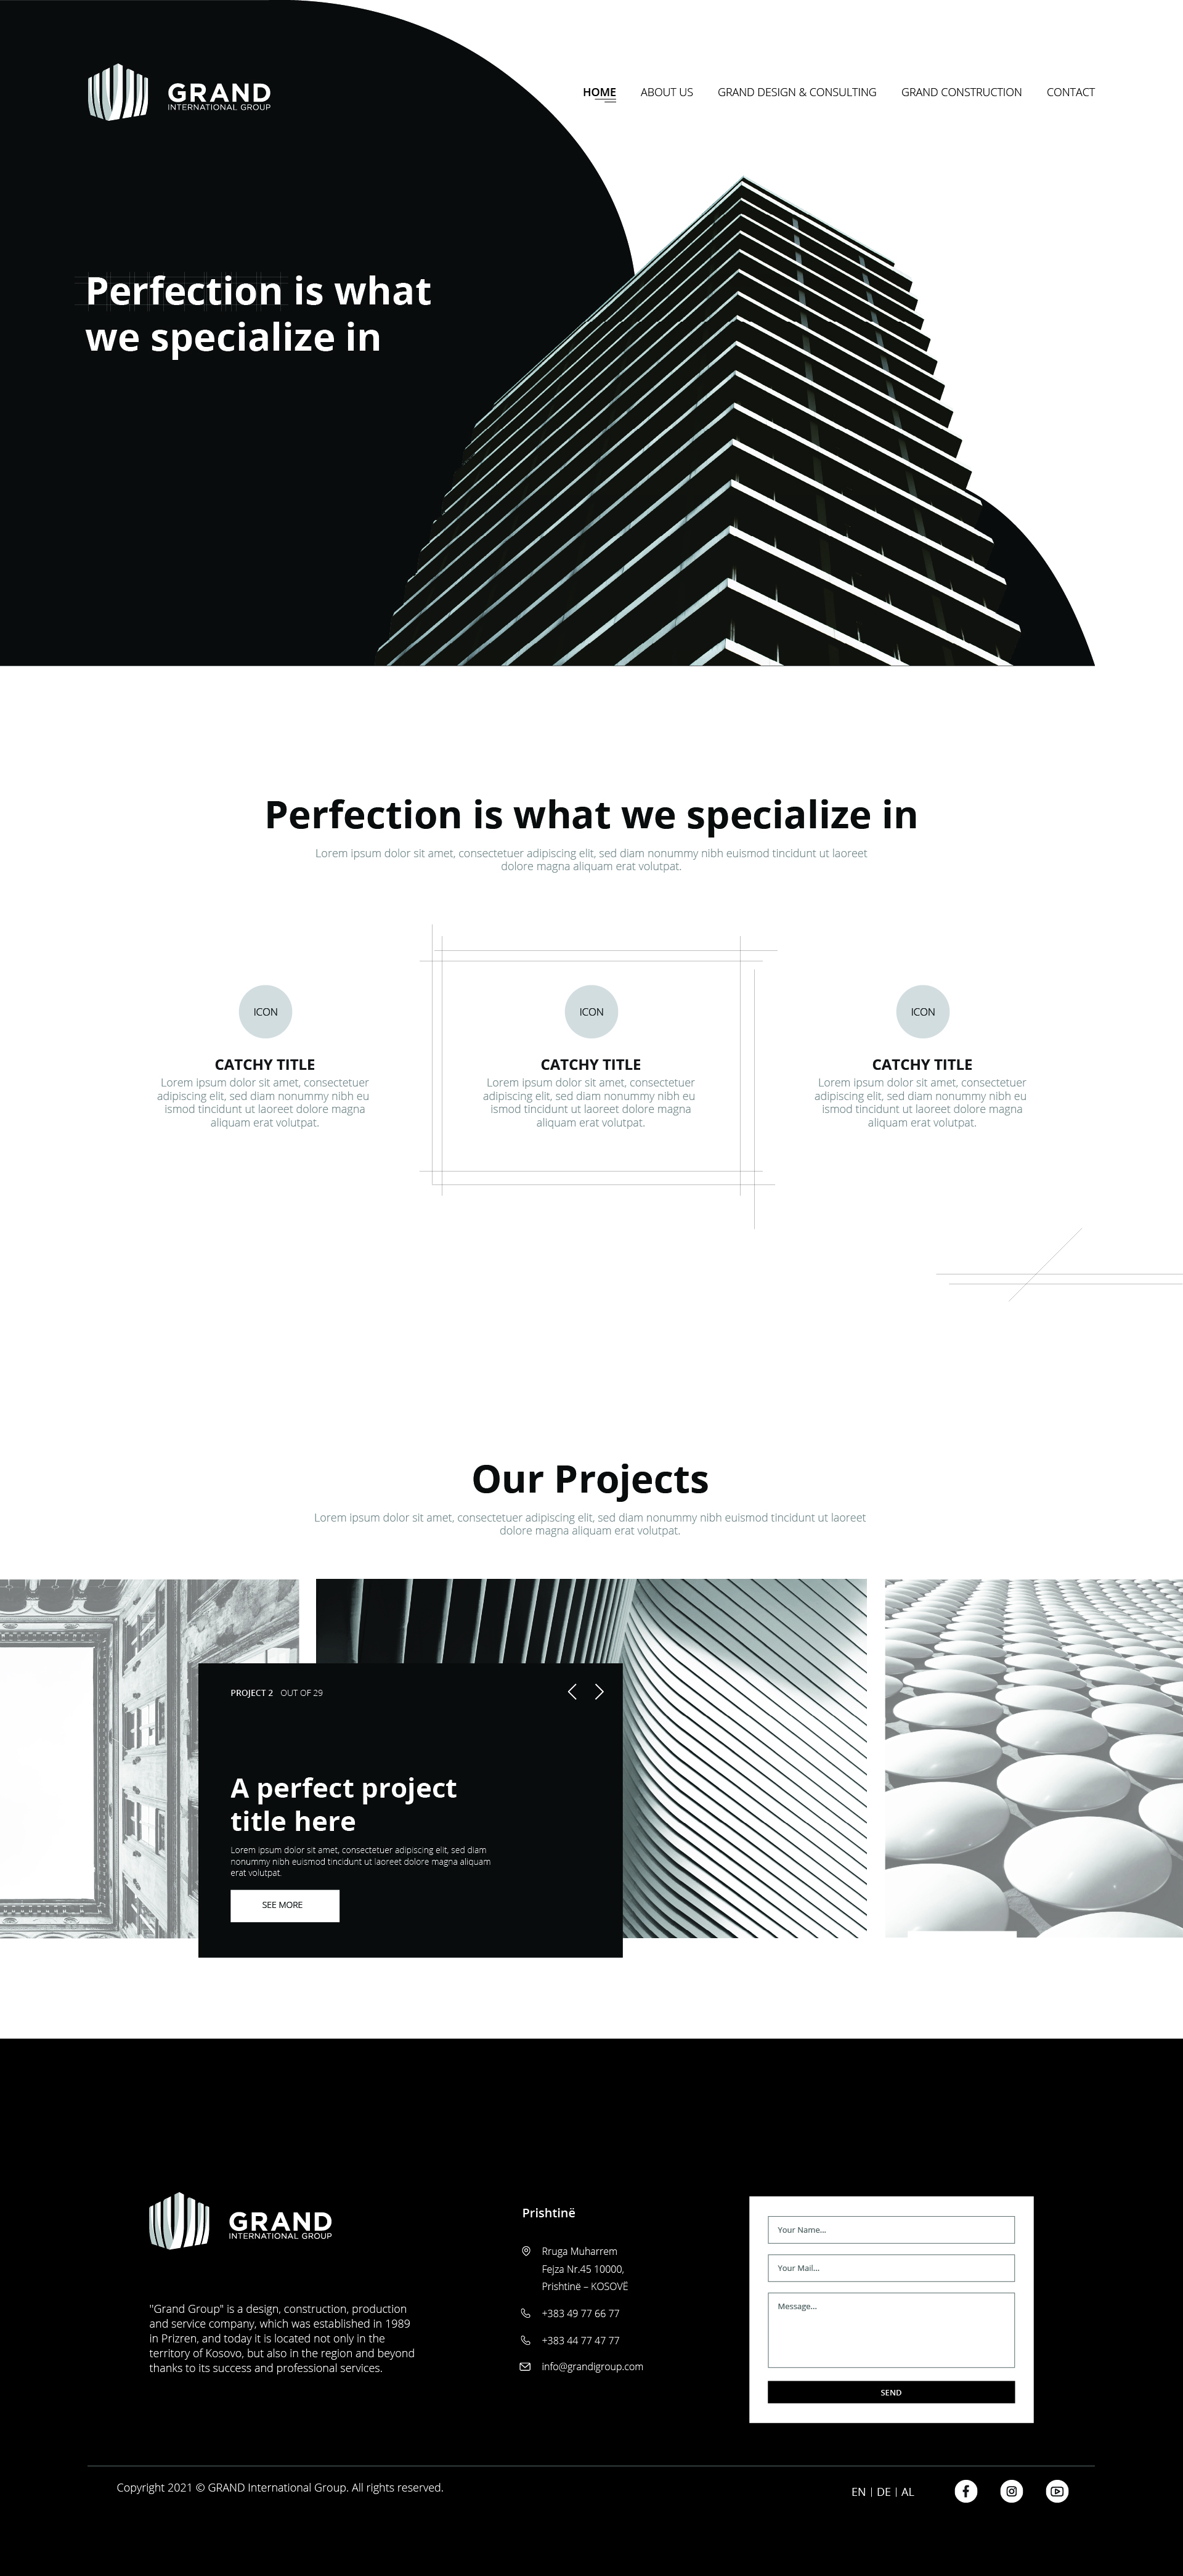 GRAND
INTERNATIONAL GROUP
HOME
ABOUT US
GRAND DESIGN & CONSULTING
GRAND CONSTRUCTION
CONTACT
Perfection is what
we specialize in
Perfection is what we specialize in
Lorem ipsum dolor sit amet, consectetuer adipiscing elit, sed diam nonummy nibh euismod tincidunt ut laoreet
dolore magna aliquam erat volutpat.
ICON
CATCHY TITLE
Lorem ipsum dolor sit amet, consectetuer
adipiscing elit, sed diam nonummy nibh eu
ismod tincidunt ut laoreet dolore magna
aliquam erat volutpat.
ICON
CATCHY TITLE
Lorem ipsum dolor sit amet, consectetuer
adipiscing elit, sed diam nonummy nibh eu
ismod tincidunt ut laoreet dolore magna
aliquam erat volutpat.
ICON
CATCHY TITLE
Lorem ipsum dolor sit amet, consectetuer
adipiscing elit, sed diam nonummy nibh eu
ismod tincidunt ut laoreet dolore magna
aliquam erat volutpat.
Our Projects
Lorem ipsum dolor sit amet, consectetuer adipiscing elit, sed diam nonummy nibh euismod tincidunt ut laoreet
dolore magna aliquam erat volutpat.
PROJECT 2 OUT OF 29
A perfect project
title here
Lorem ipsum dolor sit amet, consectetuer adipiscing elit, sed diam
nonummy nibh euismod tincidunt ut laoreet dolore magna aliquam
erat volutpat.
SEE MORE
GRAND
INTERNATIONAL GROUP
"Grand Group" is a design, construction, production
and service company, which was established in 1989
in Prizren, and today it is located not only in the
territory of Kosovo, but also in the region and beyond
thanks to its success and professional services.
Prishtinë
Rruga Muharrem
Fejza Nr.45 10000,
Prishtinë – KOSOVË
+383 49 77 66 77
+383 44 77 47 77
info@grandigroup.com
Your Name...
Your Mail...
Message...
SEND
Copyright 2021 © GRAND International Group. All rights reserved.
EN | DE | AL